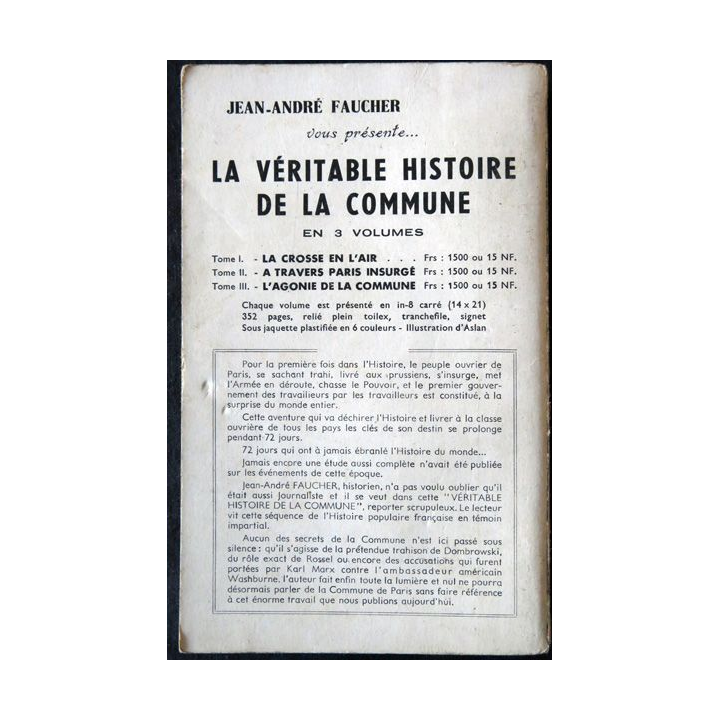 JEAN-ANDRÉ FAUCHER
vous présente...
LA VÉRITABLE HISTOIRE
DE LA COMMUNE
EN 3 VOLUMES
Tome I. - LA CROSSE EN L'AIR . . . Frs : 1500 ou 15 NF.
Tome II. - A TRAVERS PARIS INSURGÉ Frs : 1500 ou 15 NF.
Tome III. - L'AGONIE DE LA COMMUNE Frs : 1500 ou 15 NF.
Chaque volume est présenté en in-8 carré (14 x 21)
352 pages, relié plein toilex, tranchefile, signet
Sous jaquette plastifiée en 6 couleurs - Illustration d'Aslan
Pour la première fois dans l'Histoire, le peuple ouvrier de
Paris, se sachant trahi, livré aux prussiens, s'insurge, met
l'Armée en déroute, chasse le Pouvoir, et le premier gouver-
nement des travailleurs par les travailleurs est constitué, à la
surprise du monde entier.
Cette aventure qui va déchirer l'Histoire et livrer à la classe
ouvrière de tous les pays les clés de son destin se prolonge
pendant 72 jours.
72 jours qui ont à jamais ébranlé l'Histoire du monde...
Jamais encore une étude aussi complète n'avait été publiée
sur les événements de cette époque.
Jean-André FAUCHER, historien, n'a pas voulu oublier qu'il
était aussi Journaliste et il se veut dans cette "VÉRITABLE
HISTOIRE DE LA COMMUNE", reporter scrupuleux. Le lecteur
vit cette séquence de l'Histoire populaire française en témoin
impartial.
Aucun des secrets de la Commune n'est ici passé sous
silence : qu'il s'agisse de la prétendue trahison de Dombrowski,
du rôle exact de Rossel ou encore des accusations qui furent
portées par Karl Marx contre l'ambassadeur américain
Washburne, l'auteur fait enfin toute la lumière et nul ne pourra
désormais parler de la Commune de Paris sans faire référence
à cet énorme travail que nous publions aujourd'hui.